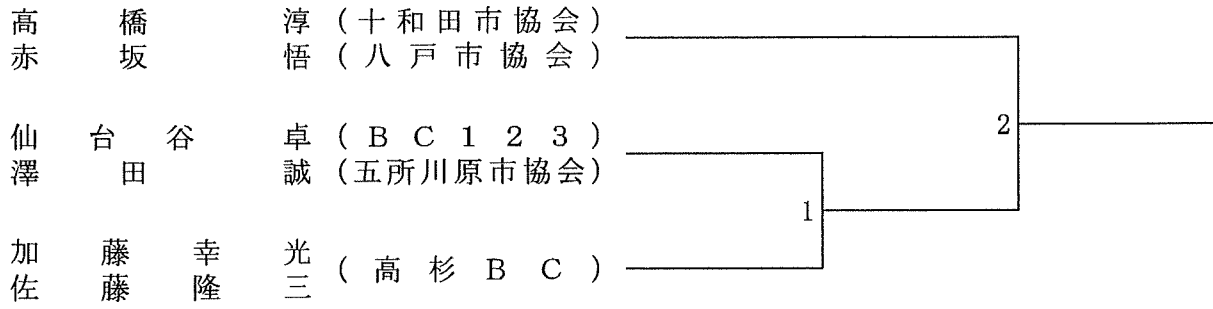 高橋淳(十和田市協会)
赤坂悟(八戸市協会)
2
仙台谷卓(BC123)
澤田誠(五所川原市協会)
1
加藤幸光
(高杉BC)
佐藤隆三